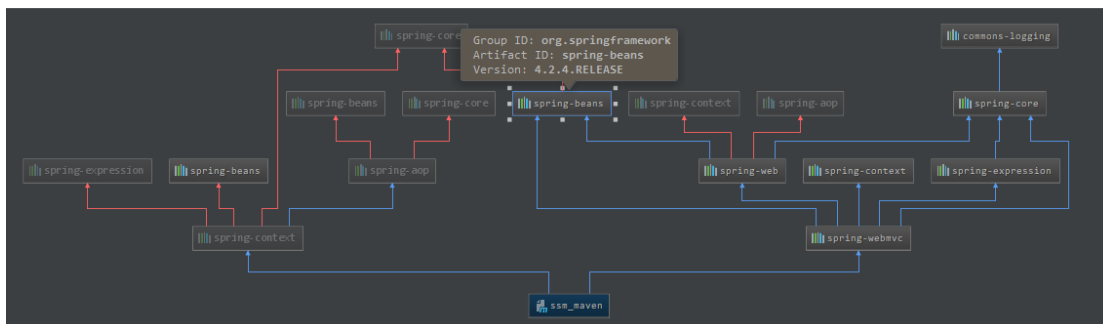 spring-core
Group ID: org.springframework
Artifact ID: spring-beans
Version: 4.2.4.RELEASE
commons-logging
spring-beans
spring-core
spring-beans
spring-context
spring-aop
spring-core
spring-expression
spring-beans
spring-aop
spring-web
spring-context
spring-expression
spring-context
spring-webmvc
ssm_maven